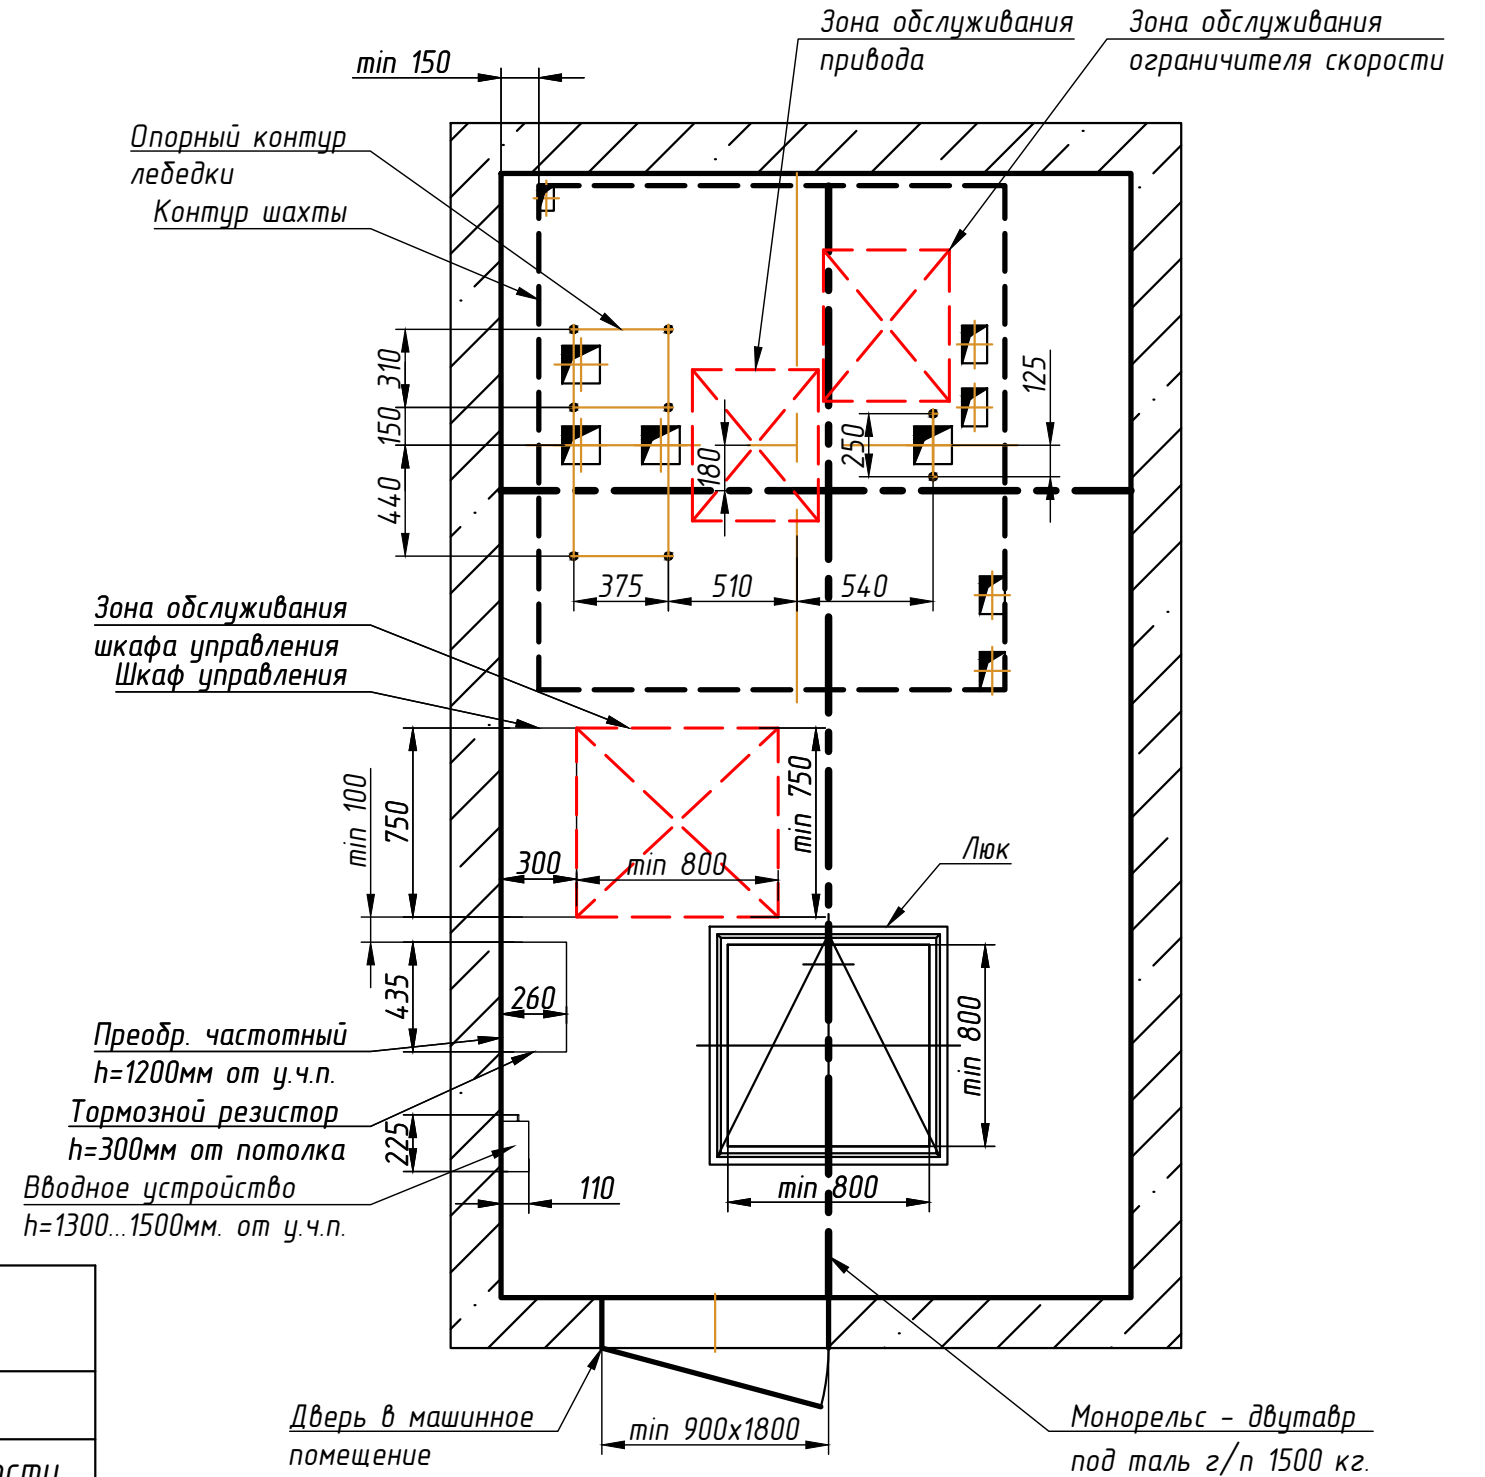 Зона обслуживания
привода
Зона обслуживания
ограничителя скорости
min 150
Опорный контур
лебедки
Контур шахты
310
150
440
180
250
125
375
510
540
Зона обслуживания
шкафа управления
Шкаф управления
min 100
750
min 750
300
min 800
Люк
435
260
min 800
Преобр. частотный
h=1200мм от у.ч.п.
Тормозной резистор
h=300мм от потолка
225
Вводное устройство
h=1300...1500мм. от у.ч.п.
110
min 800
Дверь в машинное
помещение
min 900х1800
Монорельс - двутавр
под таль г/п 1500 кг.
ости